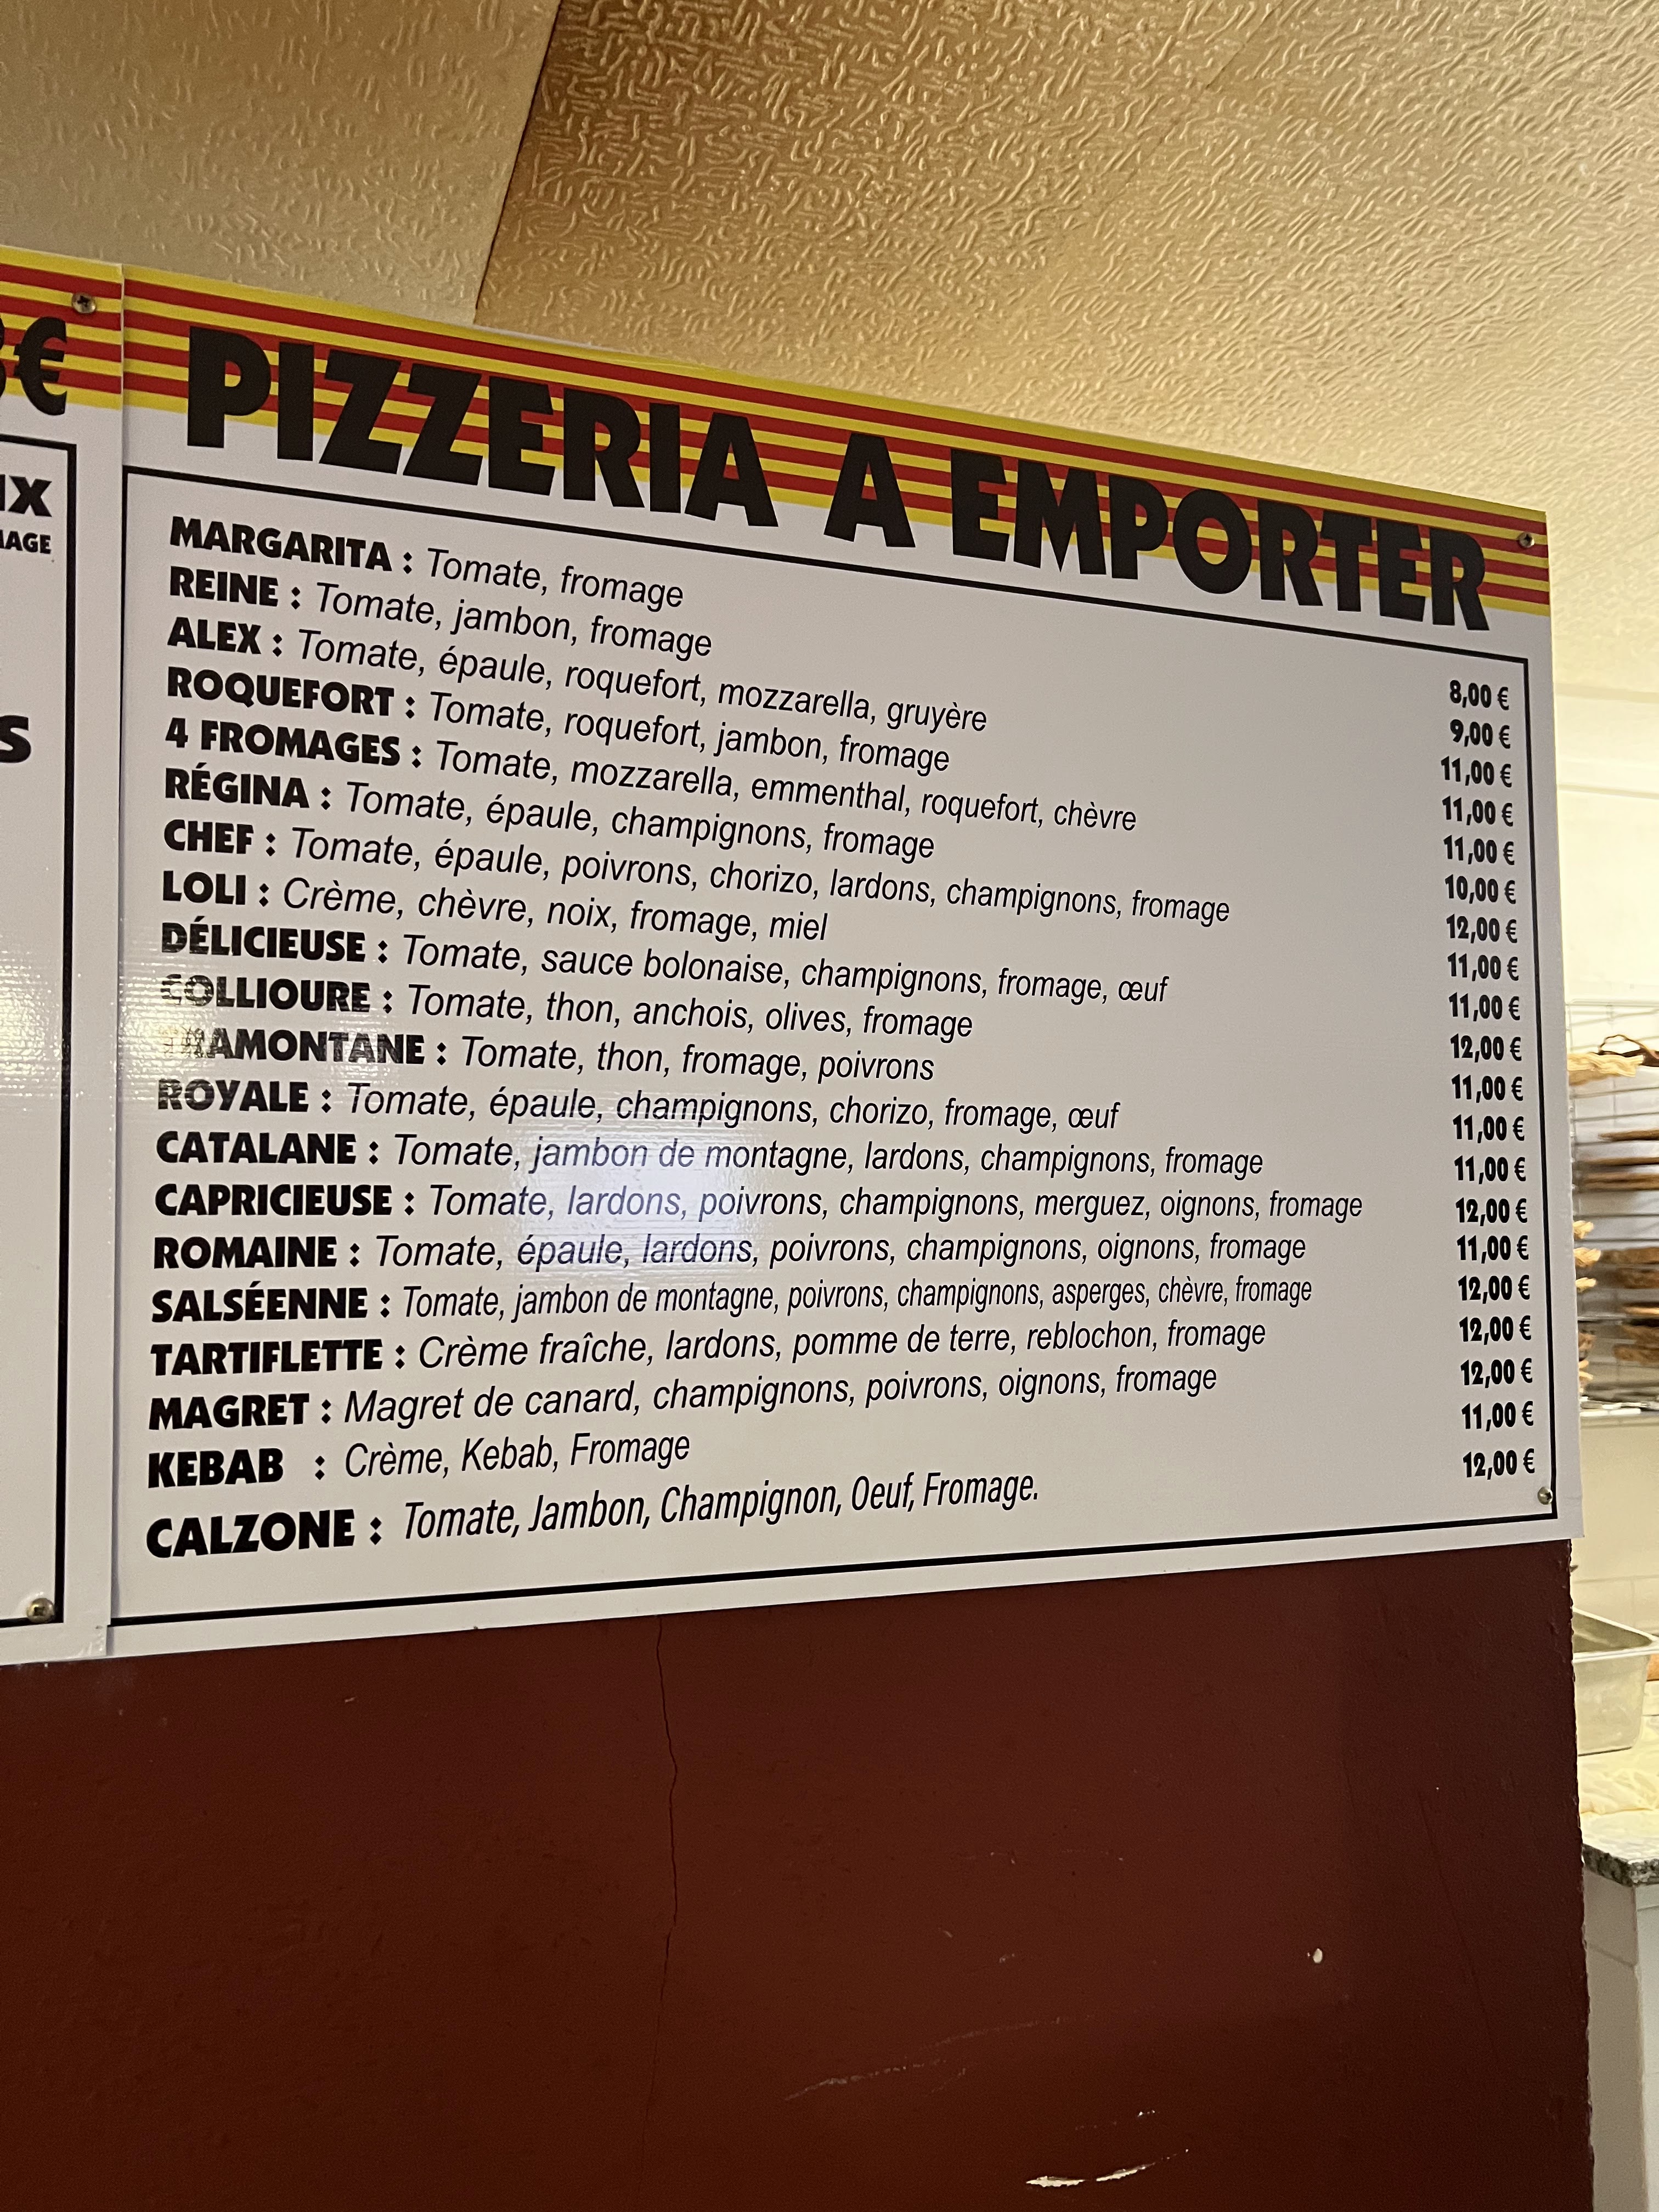 PIZZERIA A EMPORTER
MARGARITA : Tomate, fromage 8,00 €
REINE : Tomate, jambon, fromage 9,00 €
ALEX : Tomate, épaule, roquefort, mozzarella, gruyère 11,00 €
ROQUEFORT : Tomate, roquefort, jambon, fromage 11,00 €
4 FROMAGES : Tomate, mozzarella, emmenthal, roquefort, chèvre 11,00 €
RÉGINA : Tomate, épaule, champignons, fromage 10,00 €
CHEF : Tomate, épaule, poivrons, chorizo, lardons, champignons, fromage 12,00 €
LOLI : Crème, chèvre, noix, fromage, miel 11,00 €
DÉLICIEUSE : Tomate, sauce bolonaise, champignons, fromage, œuf 11,00 €
COLLIOURE : Tomate, thon, anchois, olives, fromage 12,00 €
TRAMONTANE : Tomate, thon, fromage, poivrons 11,00 €
ROYALE : Tomate, épaule, champignons, chorizo, fromage, œuf 11,00 €
CATALANE : Tomate, jambon de montagne, lardons, champignons, fromage 11,00 €
CAPRICIEUSE : Tomate, lardons, poivrons, champignons, merguez, oignons, fromage 12,00 €
ROMAINE : Tomate, épaule, lardons, poivrons, champignons, oignons, fromage 11,00 €
SALSÉENNE : Tomate, jambon de montagne, poivrons, champignons, asperges, chèvre, fromage 12,00 €
TARTIFLETTE : Crème fraîche, lardons, pomme de terre, reblochon, fromage 12,00 €
MAGRET : Magret de canard, champignons, poivrons, oignons, fromage 12,00 €
KEBAB : Crème, Kebab, Fromage 11,00 €
CALZONE : Tomate, Jambon, Champignon, Oeuf, Fromage. 12,00 €